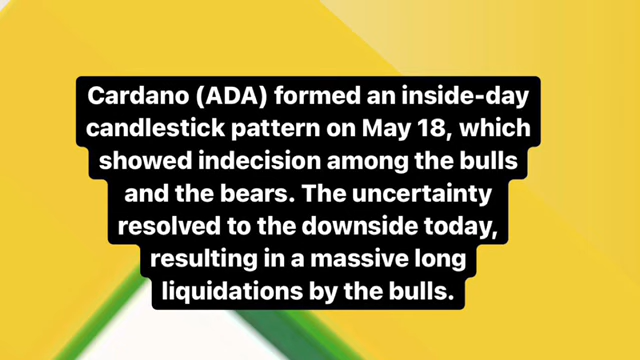 Cardano (ADA) formed an inside-day
candlestick pattern on May 18, which
showed indecision among the bulls
and the bears. The uncertainty
resolved to the downside today,
resulting in a massive long
liquidations by the bulls.